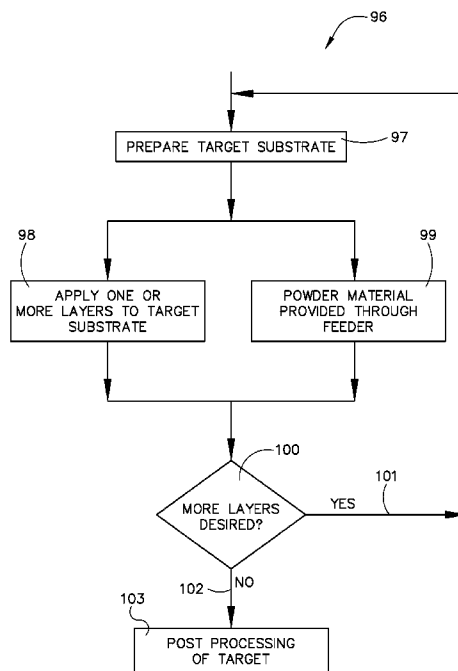 96
PREPARE TARGET SUBSTRATE
97
98
APPLY ONE OR
MORE LAYERS TO TARGET
SUBSTRATE
99
POWDER MATERIAL
PROVIDED THROUGH
FEEDER
100
MORE LAYERS
DESIRED?
101
YES
102
NO
103
POST PROCESSING
OF TARGET